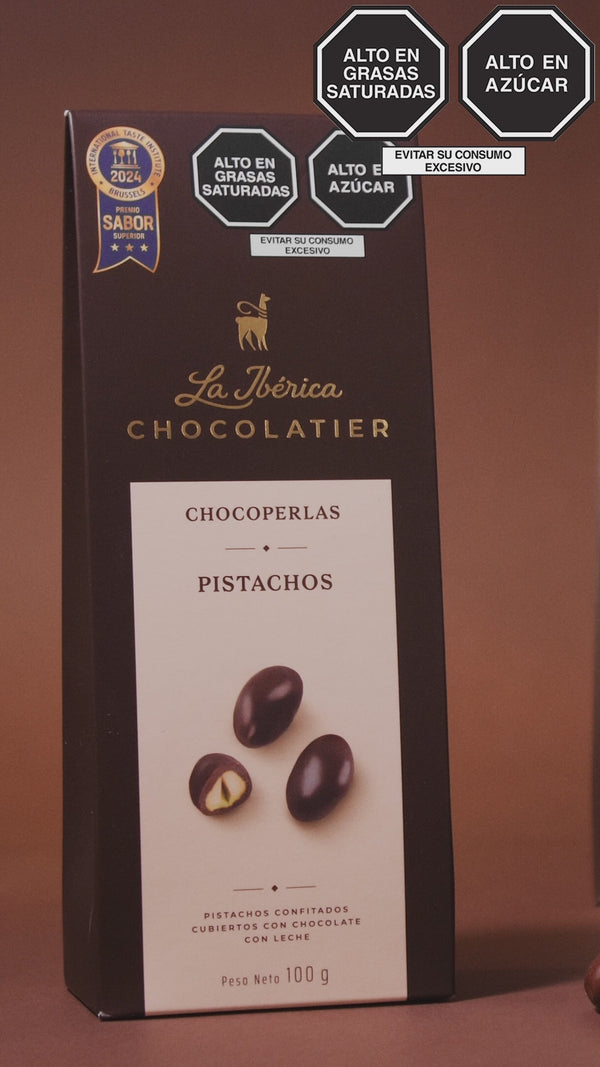 ALTO EN
GRASAS
SATURADAS
ALTO EN
AZÚCAR
EVITAR SU CONSUMO
EXCESIVO
INTERNATIONAL TASTE INSTITUTE
2024
BRUSSELS
PREMIO
SABOR
SUPERIOR
ALTO EN
GRASAS
SATURADAS
ALTO E
AZÚCAR
EVITAR SU CONSUMO
EXCESIVO
La Ibérica
CHOCOLATIER
CHOCOPERLAS
PISTACHOS
PISTACHOS CONFITADOS
CUBIERTOS CON CHOCOLATE
CON LECHE
Peso Neto 100 g